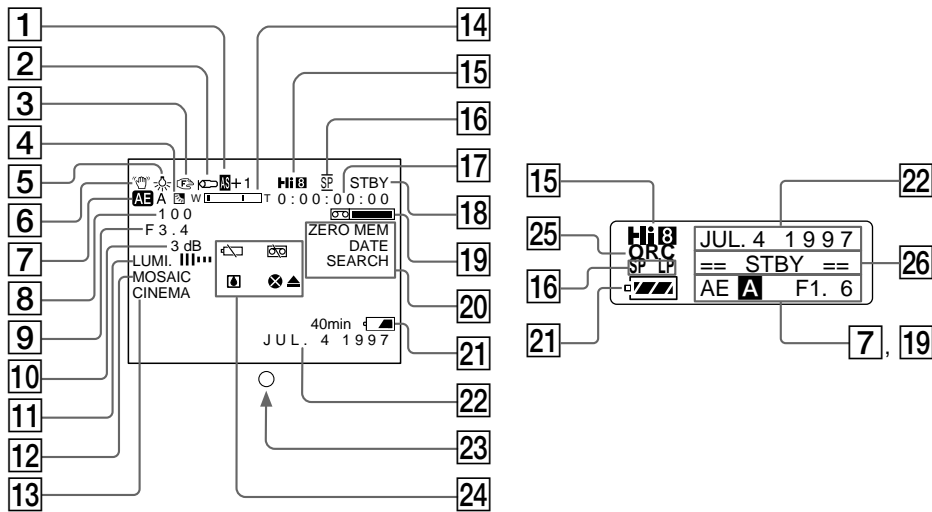 1
2
3
4
5
6
7
8
9
10
11
12
13
14
15
16
17
18
19
20
21
22
23
24
AS+1
Hi8 SP STBY
AE A W T 0:00:00:00
100
F3.4
3 dB
LUMI.
MOSAIC
CINEMA
ZERO MEM
DATE
SEARCH
40min
JUL. 4 1997
15
25
16
21
22
26
7, 19
Hi8
ORC
SP LP
JUL. 4 1997
== STBY ==
AE A F1. 6